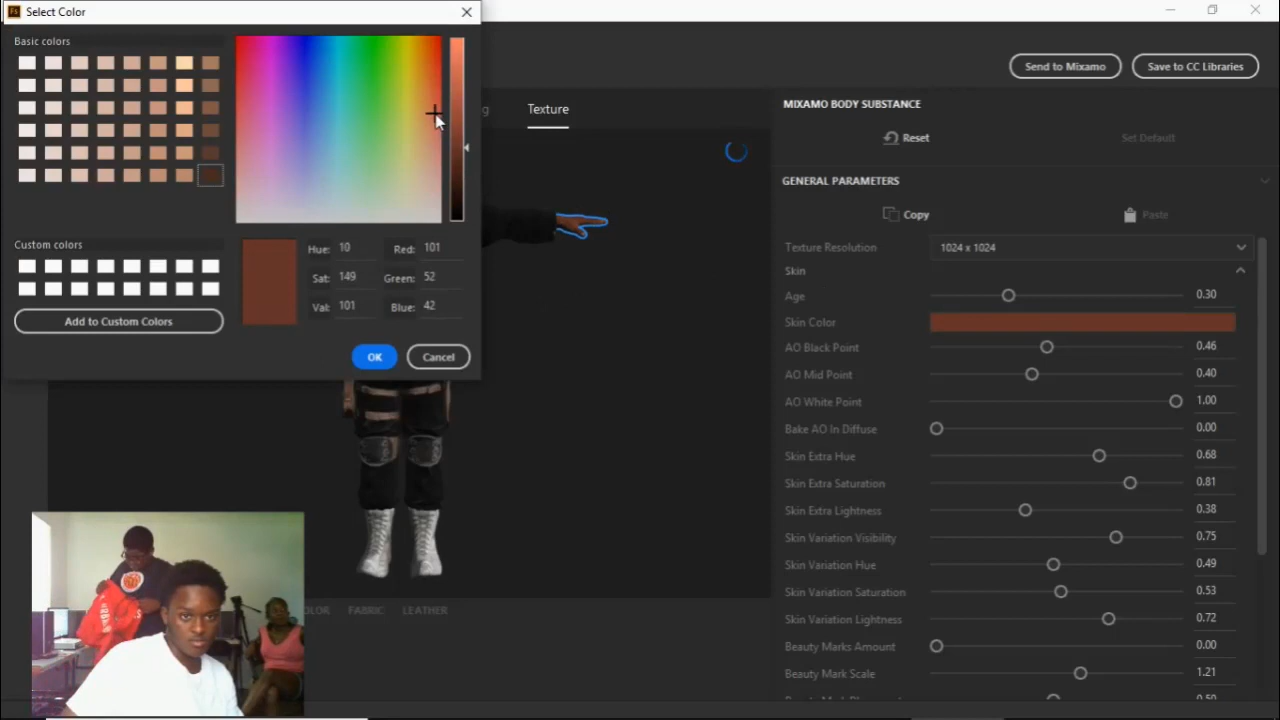 Select Color
Basic colors
Custom colors
Add to Custom Colors
Hue: 10
Red: 101
Sat: 149
Green: 52
Val: 101
Blue: 42
OK
Cancel
Texture
Send to Mixamo
Save to CC Libraries
MIXAMO BODY SUBSTANCE
Reset
Set Default
GENERAL PARAMETERS
Copy
Paste
Texture Resolution
1024 x 1024
Skin
Age
0.30
Skin Color
AO Black Point
0.46
AO Mid Point
0.40
AO White Point
1.00
Bake AO In Diffuse
0.00
Skin Extra Hue
0.68
Skin Extra Saturation
0.81
Skin Extra Lightness
0.38
Skin Variation Visibility
0.75
Skin Variation Hue
0.49
Skin Variation Saturation
0.53
Skin Variation Lightness
0.72
Beauty Marks Amount
0.00
Beauty Mark Scale
1.21
FABRIC
LEATHER